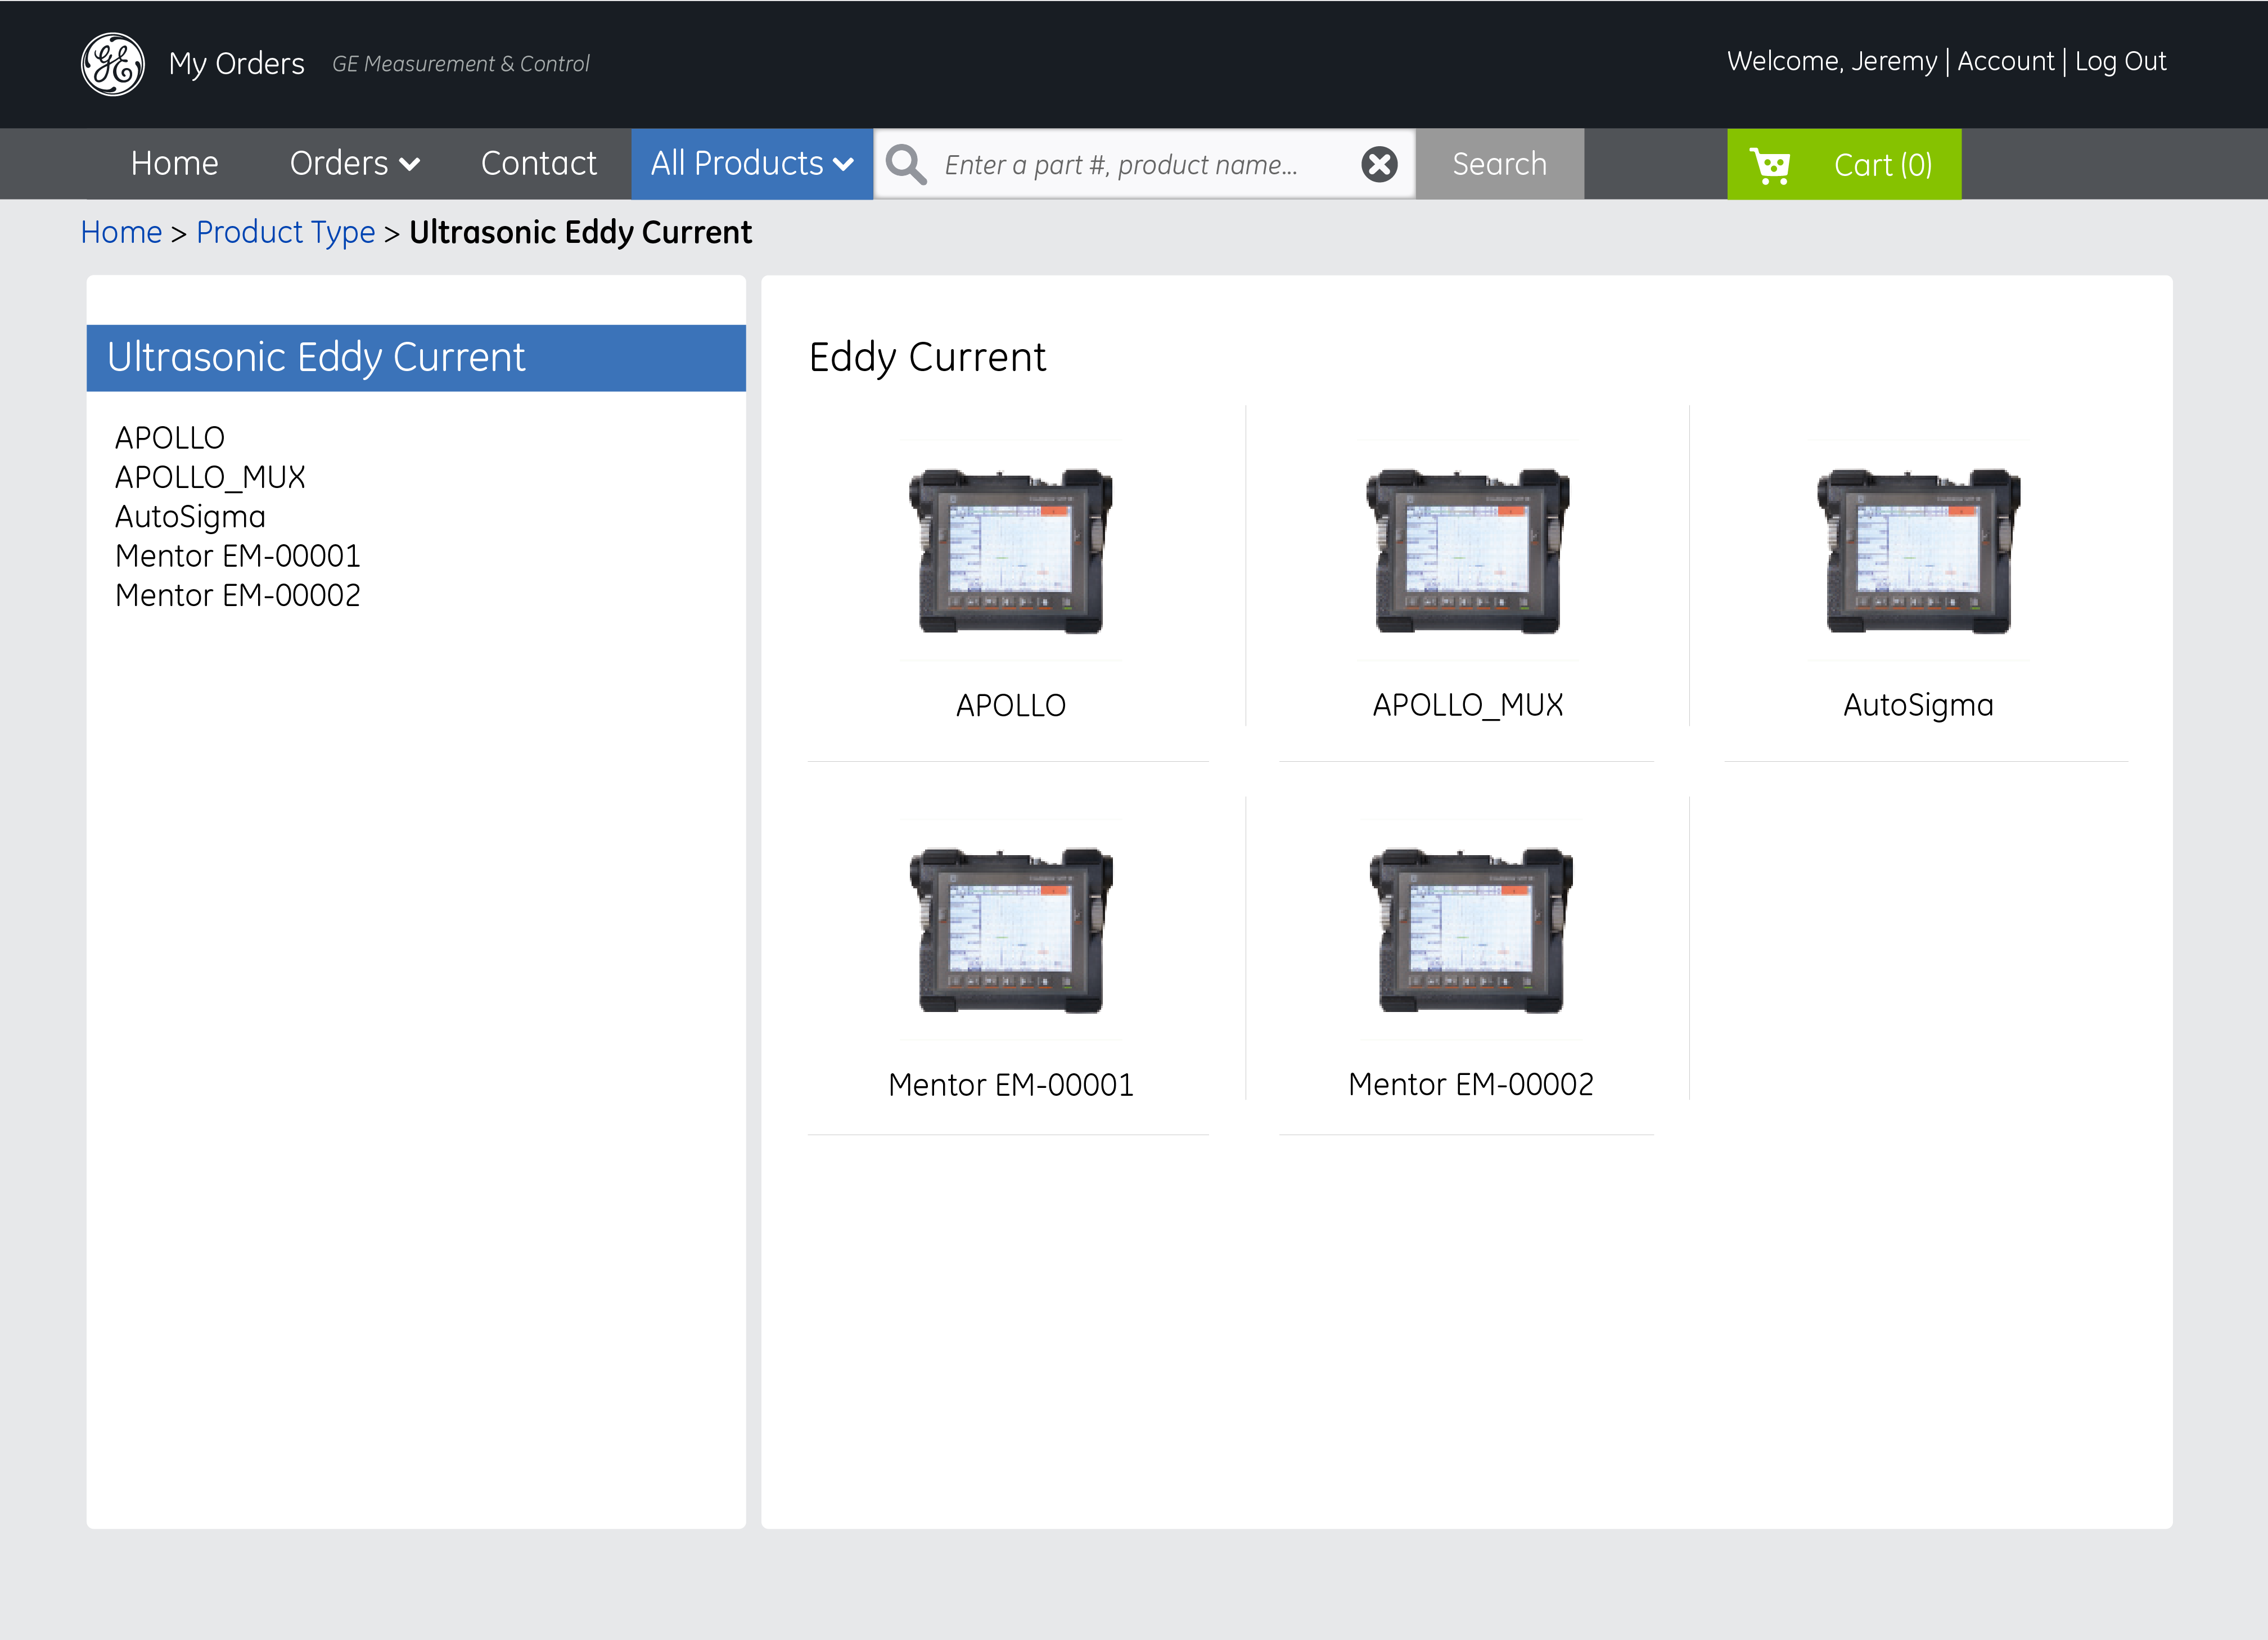 GE My Orders GE Measurement & Control
Welcome, Jeremy | Account | Log Out
Home Orders Contact All Products Enter a part #, product name... Search Cart (0)
Home > Product Type > Ultrasonic Eddy Current
Ultrasonic Eddy Current
APOLLO
APOLLO_MUX
AutoSigma
Mentor EM-00001
Mentor EM-00002
Eddy Current
APOLLO
APOLLO_MUX
AutoSigma
Mentor EM-00001
Mentor EM-00002